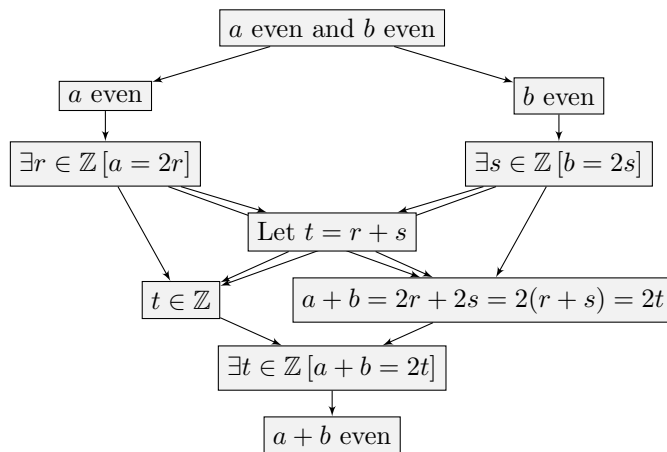 a even and b even
a even
b even
∃r ∈ ℤ [a = 2r]
∃s ∈ ℤ [b = 2s]
Let t = r + s
t ∈ ℤ
a + b = 2r + 2s = 2(r + s) = 2t
∃t ∈ ℤ [a + b = 2t]
a + b even